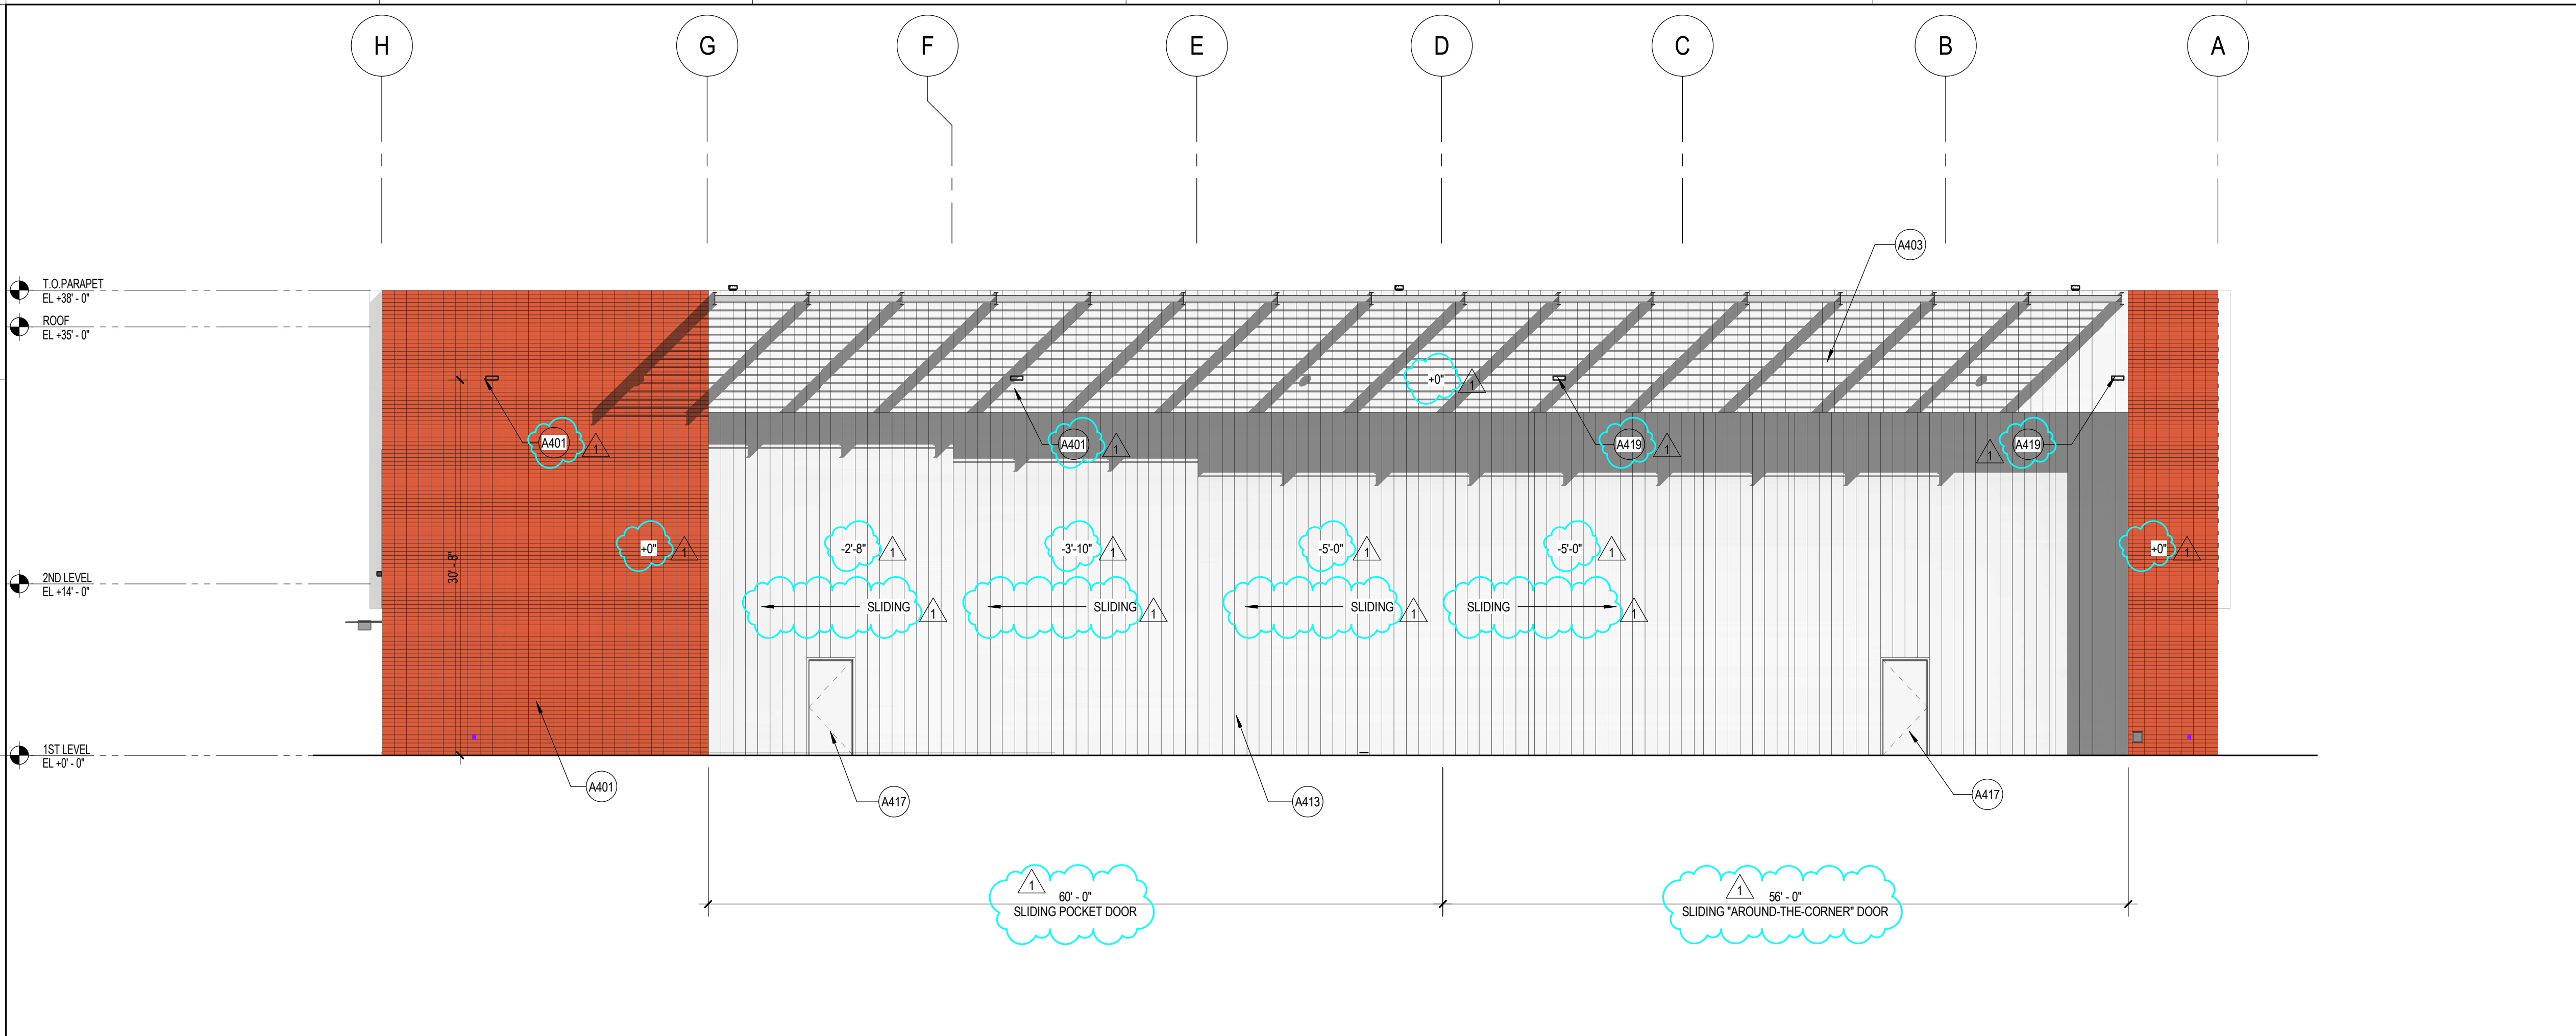 H
G
F
E
D
C
B
A
A403
T.O.PARAPET
EL +38' - 0"
ROOF
EL +35' - 0"
+0"
1
A401
1
A401
1
A419
1
1
A419
30' - 8"
+0"
1
-2'-8"
1
-3'-10"
1
-5'-0"
1
-5'-0"
1
+0"
1
2ND LEVEL
EL +14' - 0"
SLIDING
1
SLIDING
1
SLIDING
1
SLIDING
1
1ST LEVEL
EL +0' - 0"
A401
A417
A413
A417
1
60' - 0"
SLIDING POCKET DOOR
1
56' - 0"
SLIDING "AROUND-THE-CORNER" DOOR